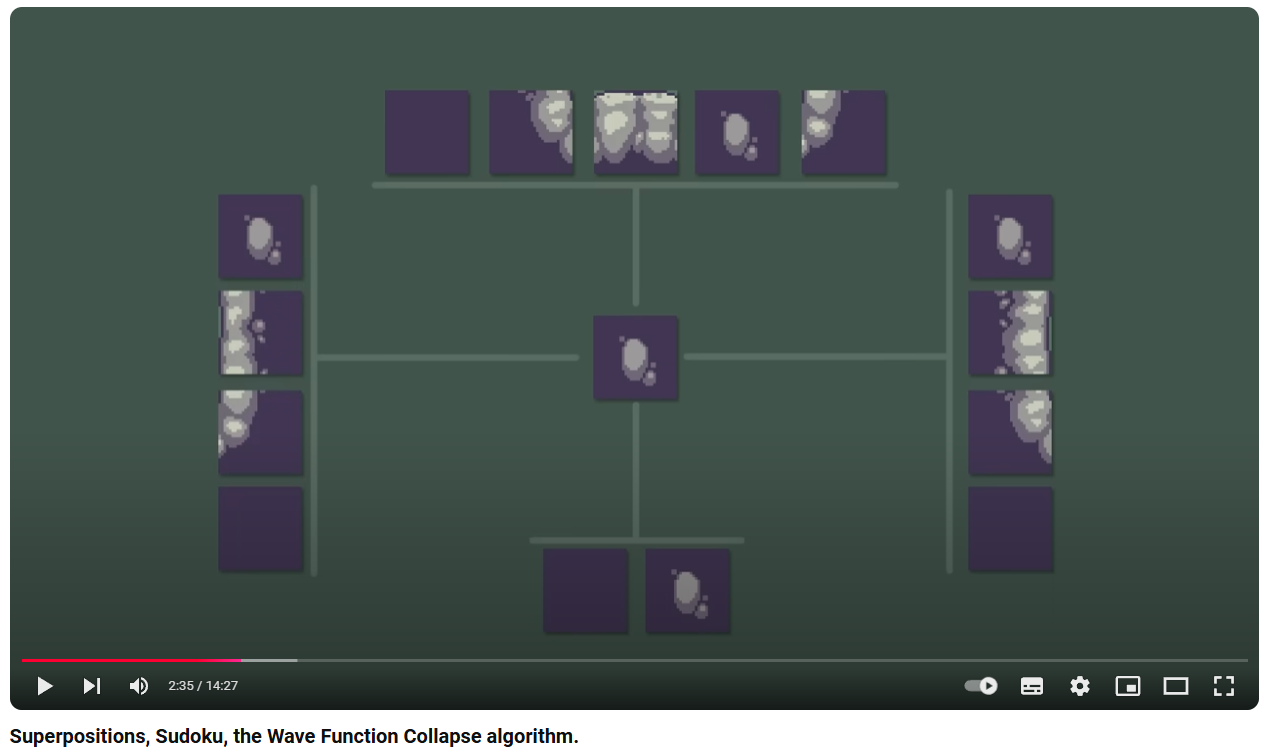 2:35 / 14:27
Superpositions, Sudoku, the Wave Function Collapse algorithm.